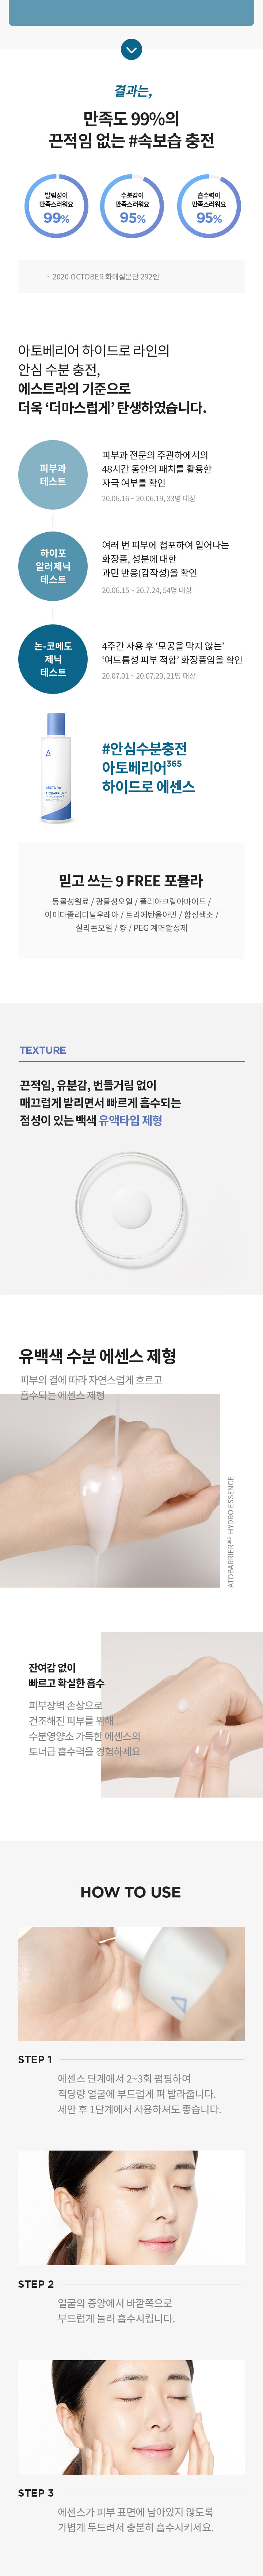 결과는,
만족도 99%의
끈적임 없는 #속보습 충전
발림성이
만족스러워요
99%
수분감이
만족스러워요
95%
흡수력이
만족스러워요
95%
· 2020 OCTOBER 화해설문단 292인
아토베리어 하이드로 라인의
안심 수분 충전,
에스트라의 기준으로
더욱 ‘더마스럽게’ 탄생하였습니다.
피부과
테스트
피부과 전문의 주관하에서의
48시간 동안의 패치를 활용한
자극 여부를 확인
20.06.16 ~ 20.06.19, 33명 대상
하이포
알러제닉
테스트
여러 번 피부에 첩포하여 일어나는
화장품, 성분에 대한
과민 반응(감작성)을 확인
20.06.15 ~ 20.7.24, 54명 대상
논-코메도
제닉
테스트
4주간 사용 후 ‘모공을 막지 않는’
‘여드름성 피부 적합’ 화장품임을 확인
20.07.01 ~ 20.07.29, 21명 대상
AESTURA
#안심수분충전
아토베리어365
하이드로 에센스
믿고 쓰는 9 FREE 포뮬라
동물성원료 / 광물성오일 / 폴리아크릴아마이드 /
이미다졸리디닐우레아 / 트리에탄올아민 / 합성색소 /
실리콘오일 / 향 / PEG 계면활성제
TEXTURE
끈적임, 유분감, 번들거림 없이
매끄럽게 발리면서 빠르게 흡수되는
점성이 있는 백색 유액타입 제형
유백색 수분 에센스 제형
피부의 결에 따라 자연스럽게 흐르고
흡수되는 에센스 제형
ATOBARRIER365 HYDRO ESSENCE
잔여감 없이
빠르고 확실한 흡수
피부장벽 손상으로
건조해진 피부를 위해
수분영양소 가득한 에센스의
토너급 흡수력을 경험하세요
HOW TO USE
STEP 1
에센스 단계에서 2~3회 펌핑하여
적당량 얼굴에 부드럽게 펴 발라줍니다.
세안 후 1단계에서 사용하셔도 좋습니다.
STEP 2
얼굴의 중앙에서 바깥쪽으로
부드럽게 눌러 흡수시킵니다.
STEP 3
에센스가 피부 표면에 남아있지 않도록
가볍게 두드려서 충분히 흡수시키세요.